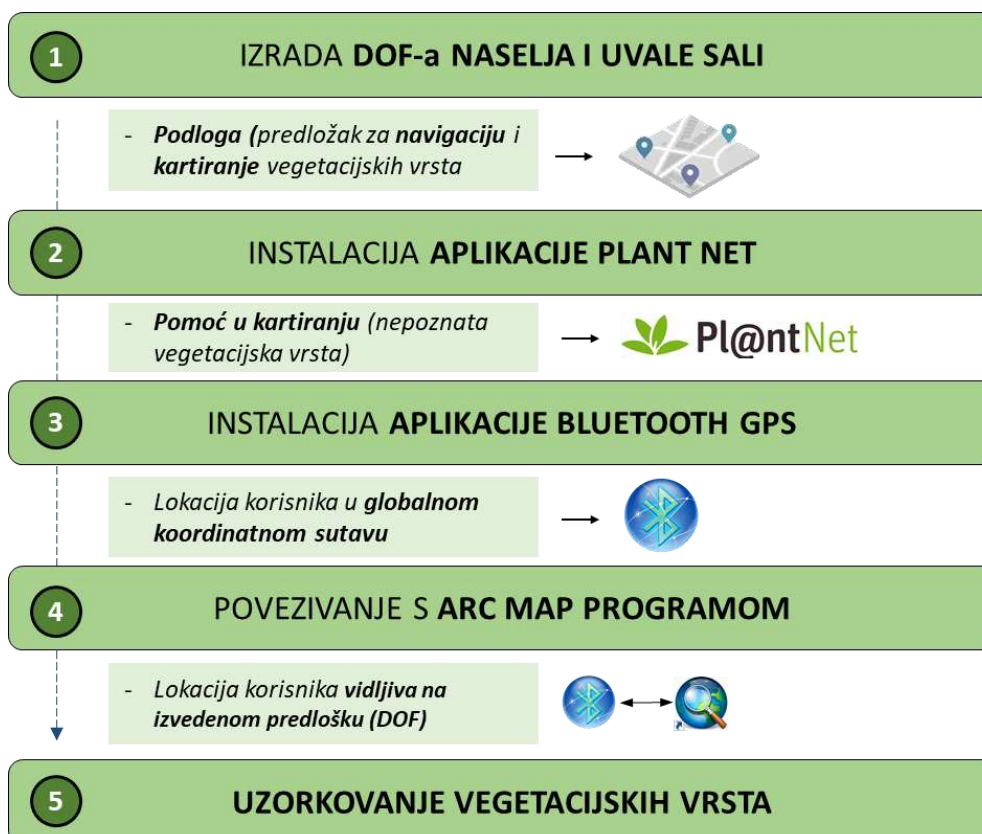 1
IZRADA DOF-a NASELJA I UVALE SALI
- Podloga (predložak za navigaciju i
kartiranje vegetacijskih vrsta
2
INSTALACIJA APLIKACIJE PLANT NET
- Pomoć u kartiranju (nepoznata
vegetacijska vrsta)
Pl@ntNet
3
INSTALACIJA APLIKACIJE BLUETOOTH GPS
- Lokacija korisnika u globalnom
koordinatnom sutavu
4
POVEZIVANJE S ARC MAP PROGRAMOM
- Lokacija korisnika vidljiva na
izvedenom predlošku (DOF)
5
UZORKOVANJE VEGETACIJSKIH VRSTA